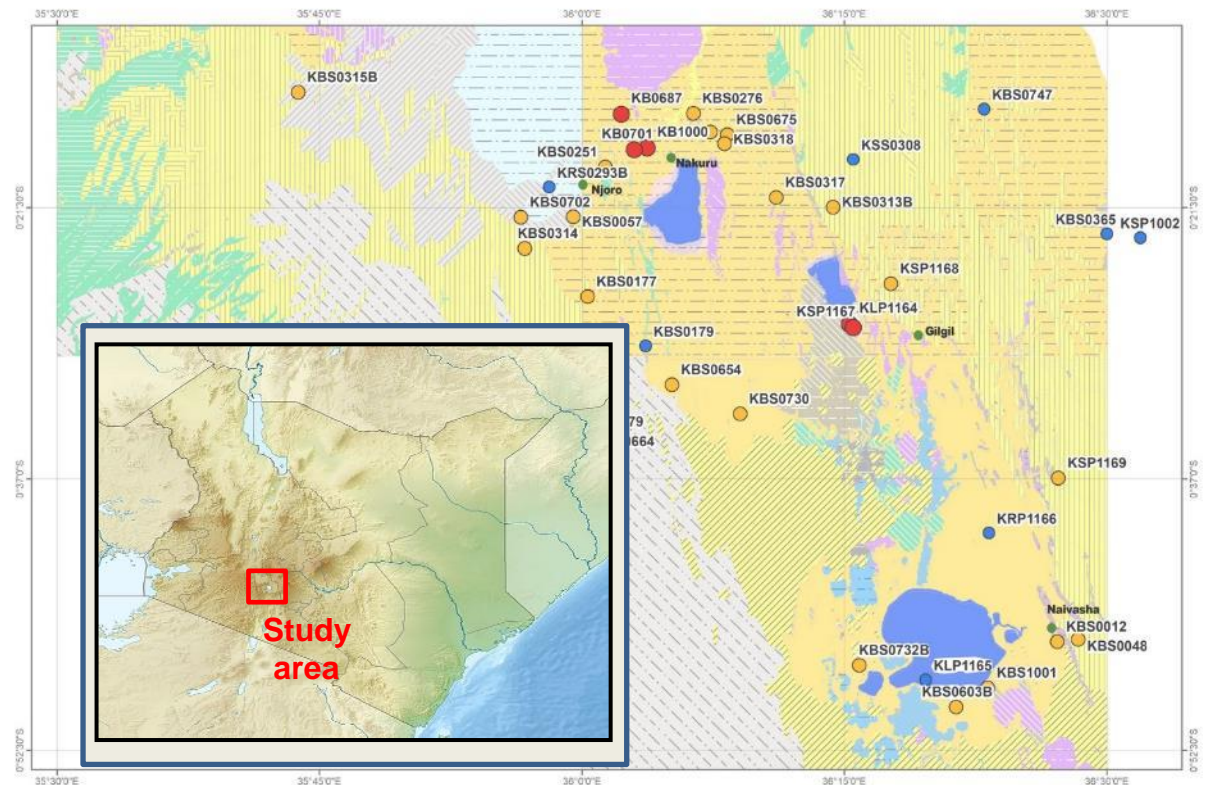 35°30'0"E 35°45'0"E 36°0'0"E 36°15'0"E 36°30'0"E
KBS0315B
KBS0747
KB0687
KBS0276
KB0701
KB1000
KBS0675
KBS0318
KBS0251
Nakuru
KSS0308
KRS0293B
Njoro
KBS0317
KBS0702
KBS0057
KBS0313B
0°21'30"S
0°21'30"S
KBS0365
KSP1002
KBS0314
KSP1168
KBS0177
KSP1167
KLP1164
Gilgil
KBS0179
KBS0654
KBS0730
79
0664
KSP1169
0°37'0"S
0°37'0"S
KRP1166
Study
area
Naivasha
KBS0012
KBS0048
KBS0732B
KLP1165
KBS1001
KBS0603B
0°52'30"S
0°52'30"S
35°30'0"E 35°45'0"E 36°0'0"E 36°15'0"E 36°30'0"E